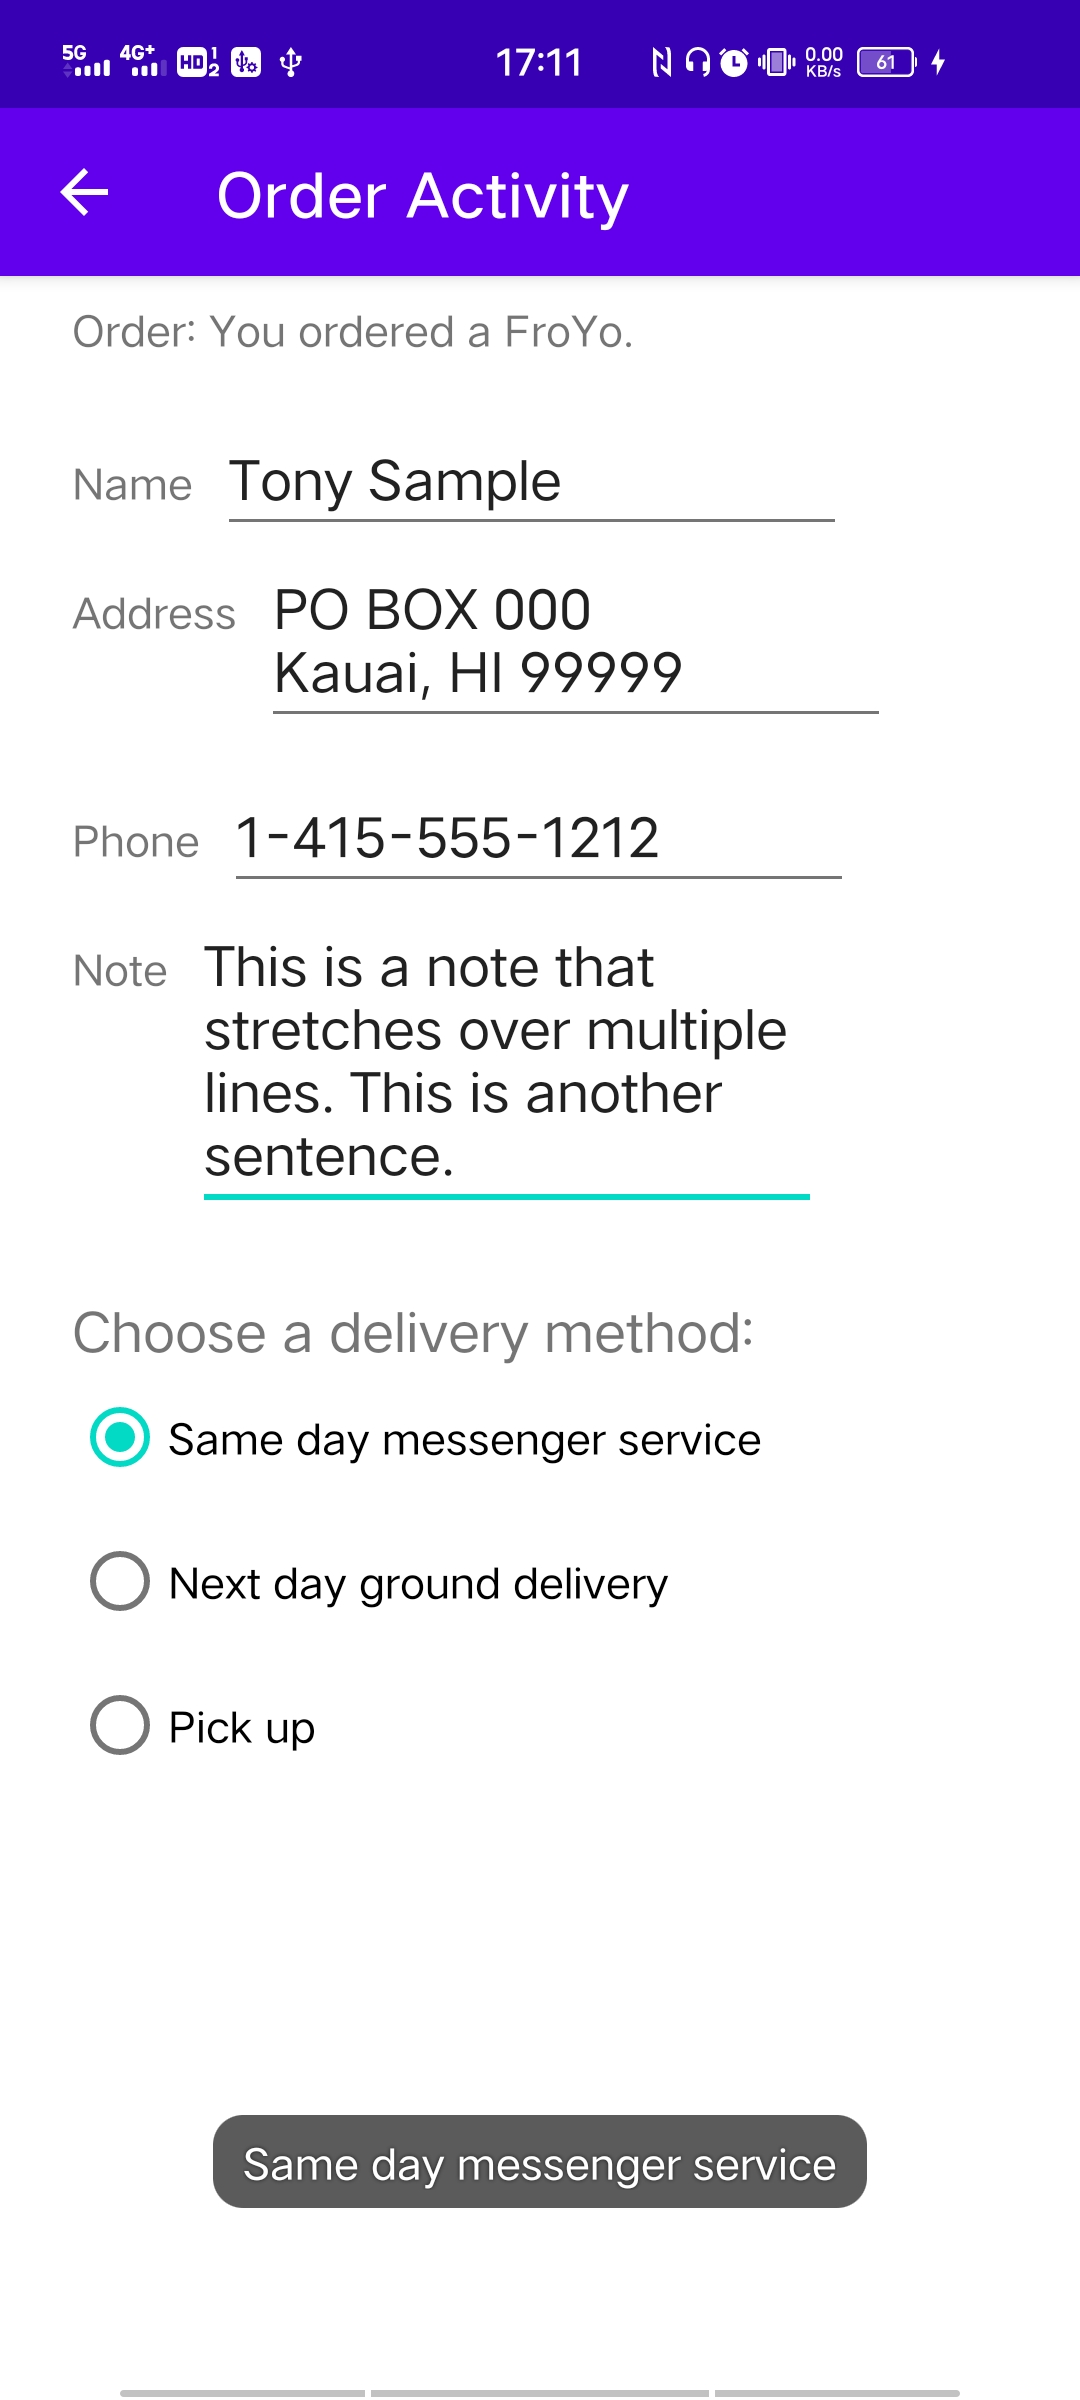 5G 4G+ HD 1 2 17:11 0.00 KB/s 61
Order Activity
Order: You ordered a FroYo.
Name Tony Sample
Address PO BOX 000
Kauai, HI 99999
Phone 1-415-555-1212
Note This is a note that
stretches over multiple
lines. This is another
sentence.
Choose a delivery method:
Same day messenger service
Next day ground delivery
Pick up
Same day messenger service